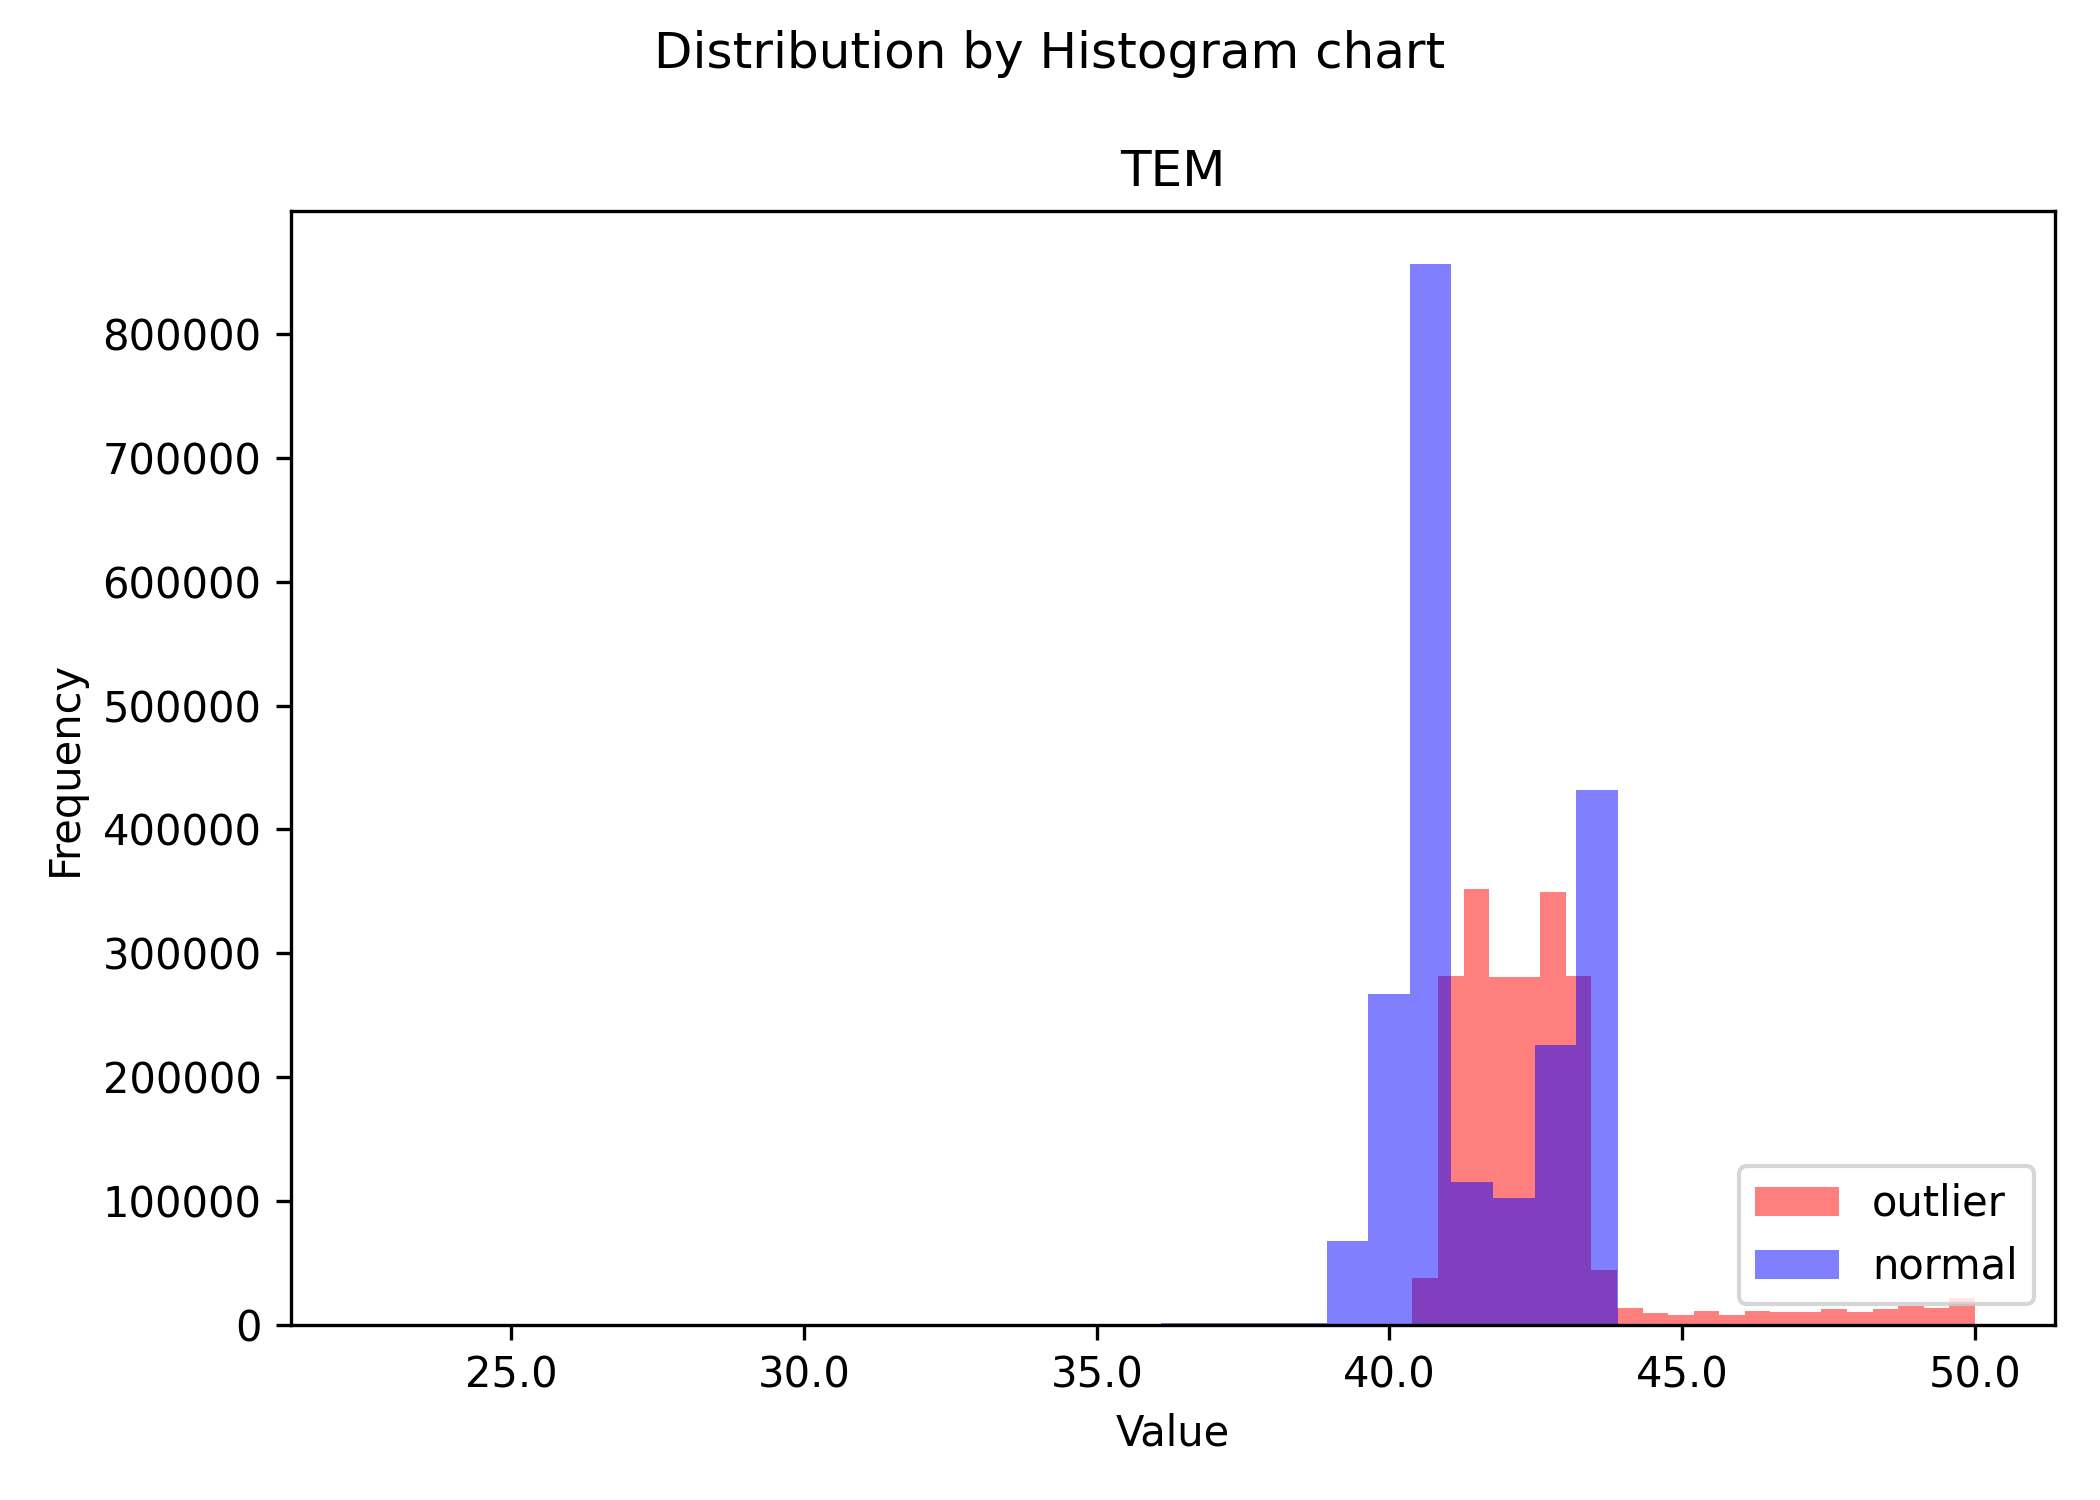 Distribution by Histogram chart
TEM
800000
700000
600000
500000
400000
300000
200000
100000
0
Frequency
25.0 30.0 35.0 40.0 45.0 50.0
Value
outlier
normal